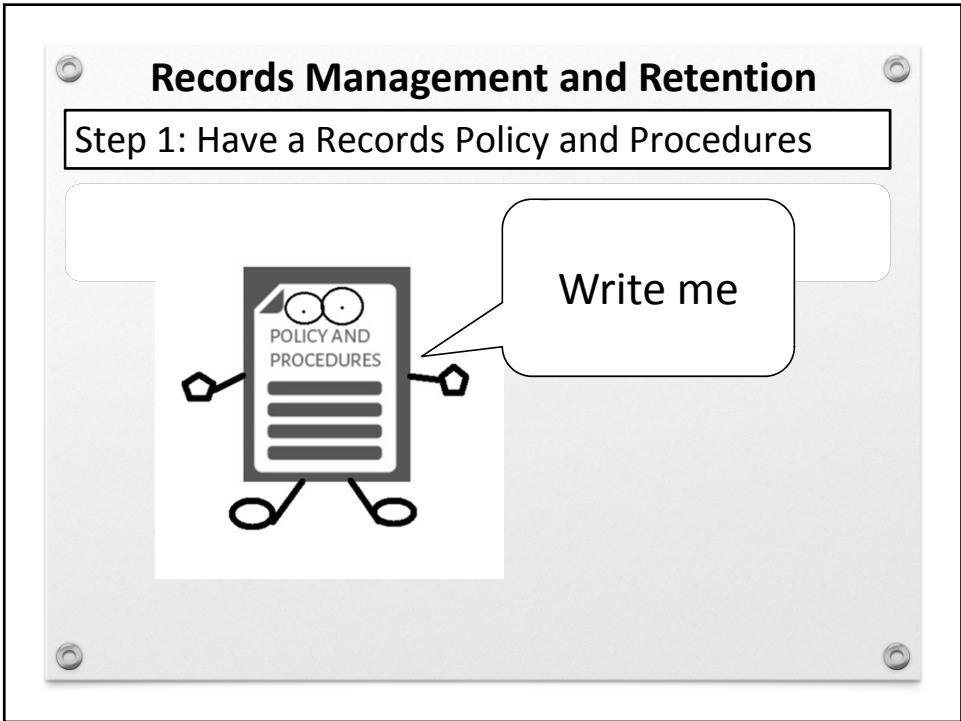 Records Management and Retention
Step 1: Have a Records Policy and Procedures
Write me
POLICY AND
PROCEDURES